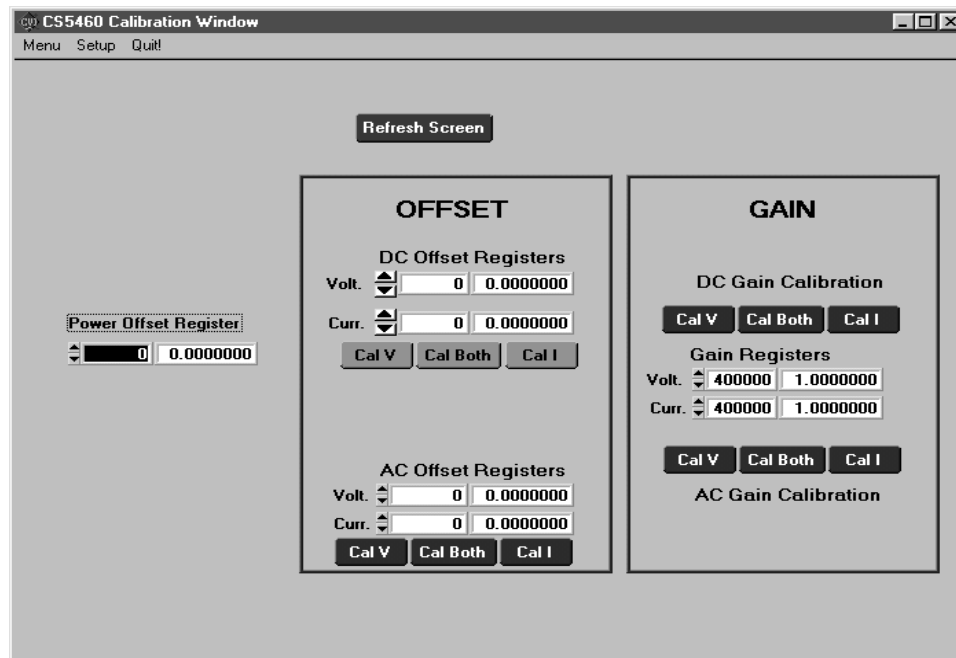 CVI CS5460 Calibration Window
Menu Setup Quit!
Refresh Screen
Power Offset Register
0 0.0000000
OFFSET
DC Offset Registers
Volt. 0 0.0000000
Curr. 0 0.0000000
Cal V Cal Both Cal I
AC Offset Registers
Volt. 0 0.0000000
Curr. 0 0.0000000
Cal V Cal Both Cal I
GAIN
DC Gain Calibration
Cal V Cal Both Cal I
Gain Registers
Volt. 400000 1.0000000
Curr. 400000 1.0000000
Cal V Cal Both Cal I
AC Gain Calibration